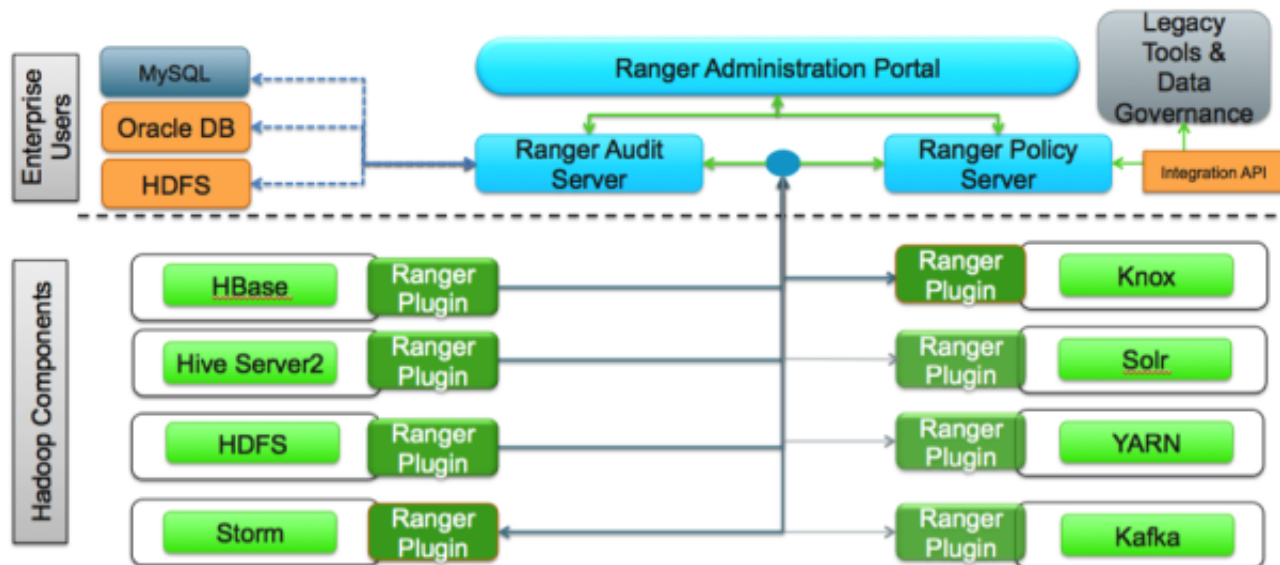 Enterprise
Users
MySQL
Oracle DB
HDFS
Ranger Administration Portal
Ranger Audit
Server
Ranger Policy
Server
Legacy
Tools &
Data
Governance
Integration API
Hadoop Components
HBase
Ranger
Plugin
Ranger
Plugin
Knox
Hive Server2
Ranger
Plugin
Ranger
Plugin
Solr
HDFS
Ranger
Plugin
Ranger
Plugin
YARN
Storm
Ranger
Plugin
Ranger
Plugin
Kafka